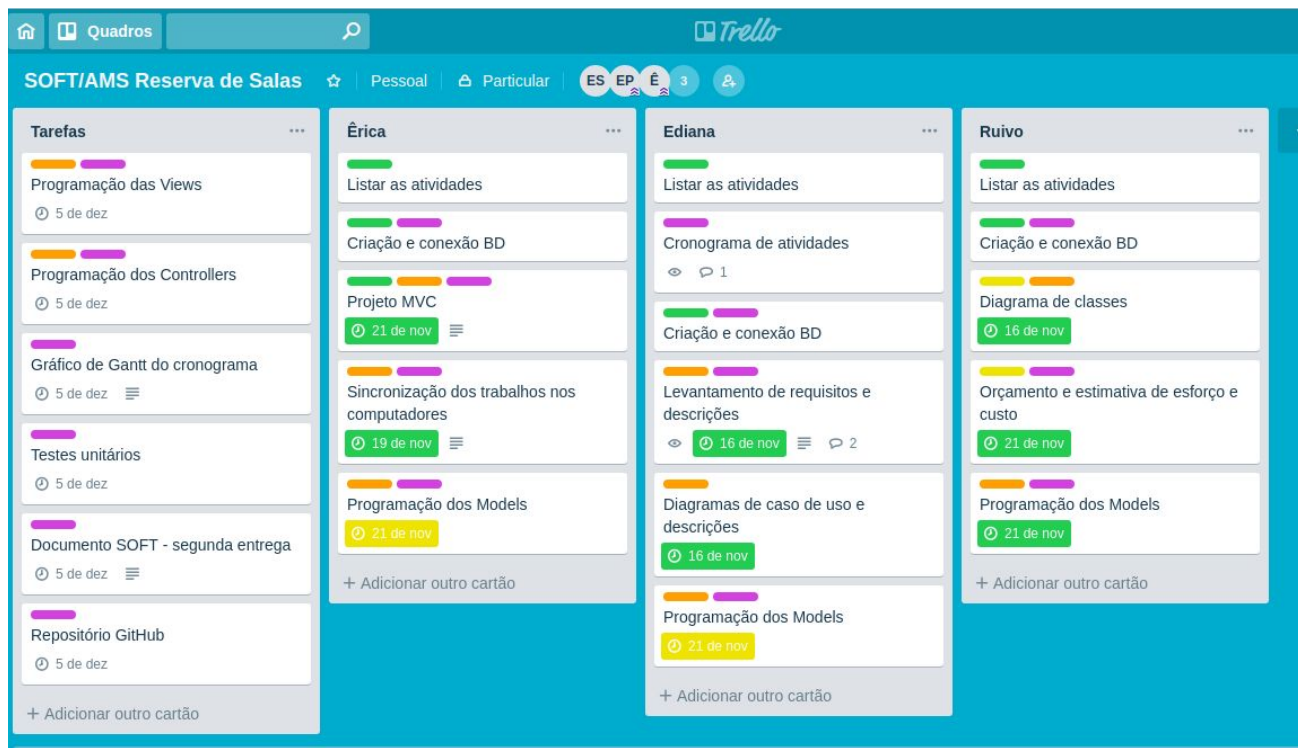 Quadros
Trello
SOFT/AMS Reserva de Salas
Pessoal
Particular
ES EP Ê 3
Tarefas
Programação das Views
5 de dez
Programação dos Controllers
5 de dez
Gráfico de Gantt do cronograma
5 de dez
Testes unitários
5 de dez
Documento SOFT - segunda entrega
5 de dez
Repositório GitHub
5 de dez
+ Adicionar outro cartão
Êrica
Listar as atividades
Criação e conexão BD
Projeto MVC
21 de nov
Sincronização dos trabalhos nos
computadores
19 de nov
Programação dos Models
21 de nov
+ Adicionar outro cartão
Ediana
Listar as atividades
Cronograma de atividades
1
Criação e conexão BD
Levantamento de requisitos e
descrições
16 de nov 2
Diagramas de caso de uso e
descrições
16 de nov
Programação dos Models
21 de nov
+ Adicionar outro cartão
Ruivo
Listar as atividades
Criação e conexão BD
Diagrama de classes
16 de nov
Orçamento e estimativa de esforço e
custo
21 de nov
Programação dos Models
21 de nov
+ Adicionar outro cartão